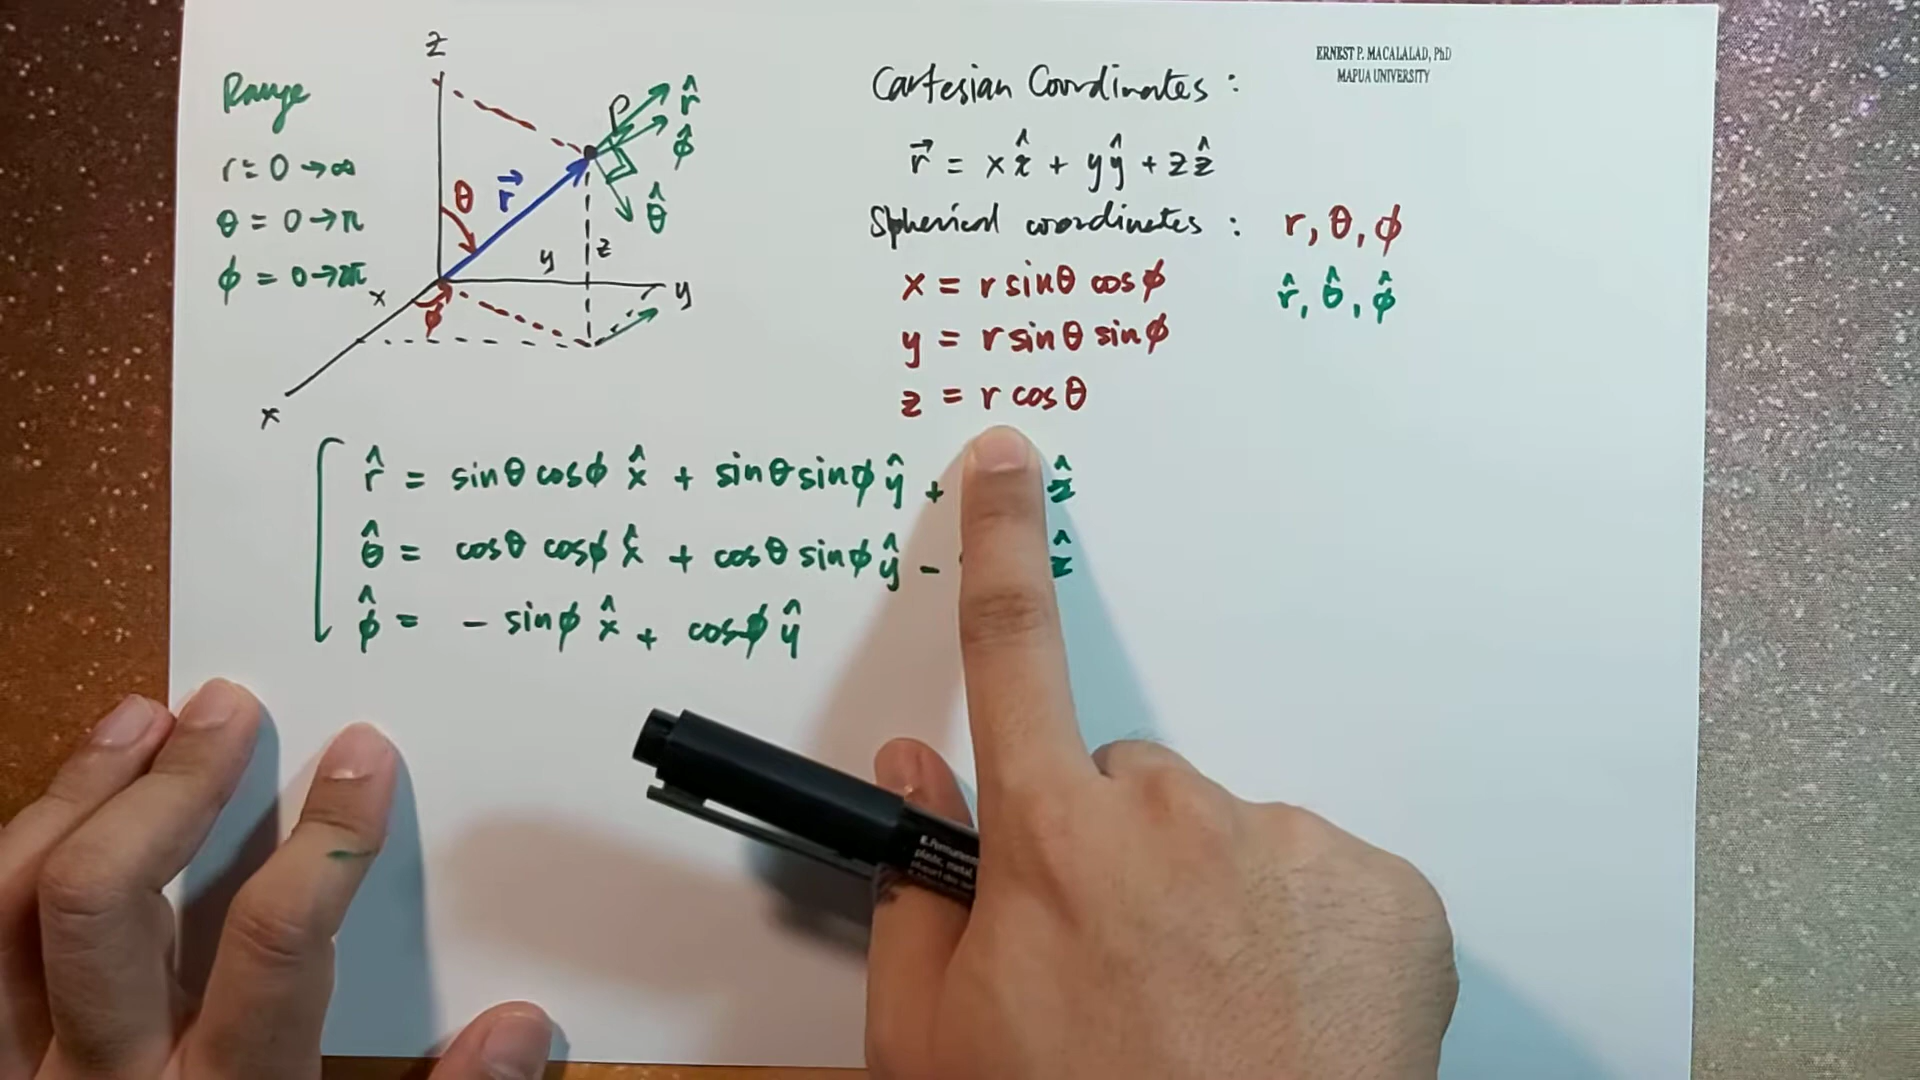 ERNEST P. MACALALAD, PhD
MAPUA UNIVERSITY
Range
r = 0 → ∞
θ = 0 → π
ϕ = 0 → 2π
z
P
r̂
ϕ̂
θ̂
θ
r⃗
y
z
x
y
ϕ
x
Cartesian Coordinates :
r⃗ = x x̂ + y ŷ + z ẑ
Spherical coordinates : r, θ, ϕ
r̂, θ̂, ϕ̂
x = r sinθ cosϕ
y = r sinθ sinϕ
z = r cosθ
r̂ = sinθ cosϕ x̂ + sinθ sinϕ ŷ + ẑ
θ̂ = cosθ cosϕ x̂ + cosθ sinϕ ŷ - ẑ
ϕ̂ = - sinϕ x̂ + cosϕ ŷ